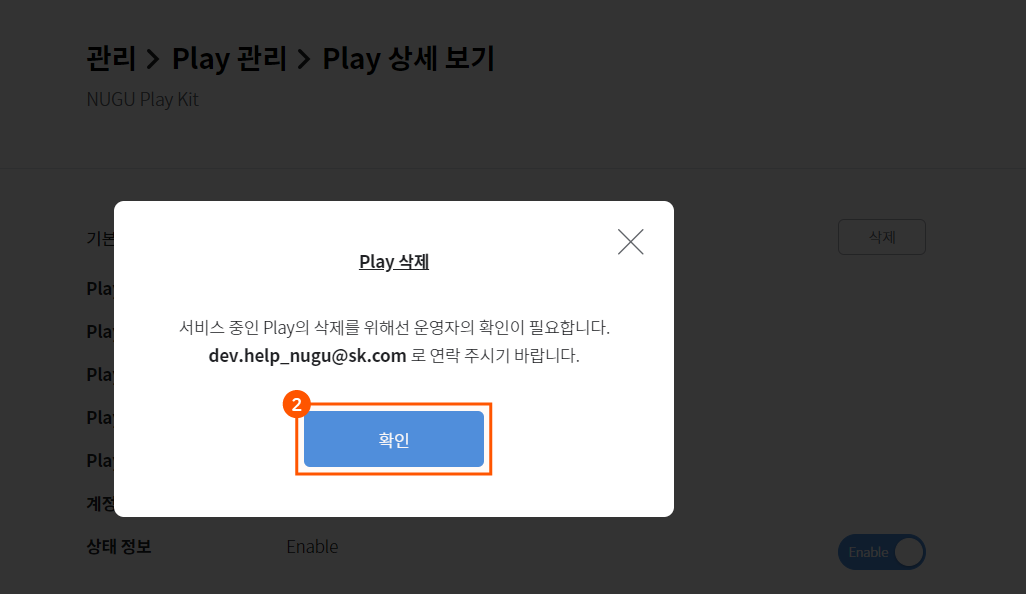 관리 > Play 관리 > Play 상세 보기
NUGU Play Kit
기본
삭제
Play 삭제
Play
서비스 중인 Play의 삭제를 위해선 운영자의 확인이 필요합니다.
Play
dev.help_nugu@sk.com 로 연락 주시기 바랍니다.
Play
2
Play
확인
Play
계정
상태 정보 Enable Enable